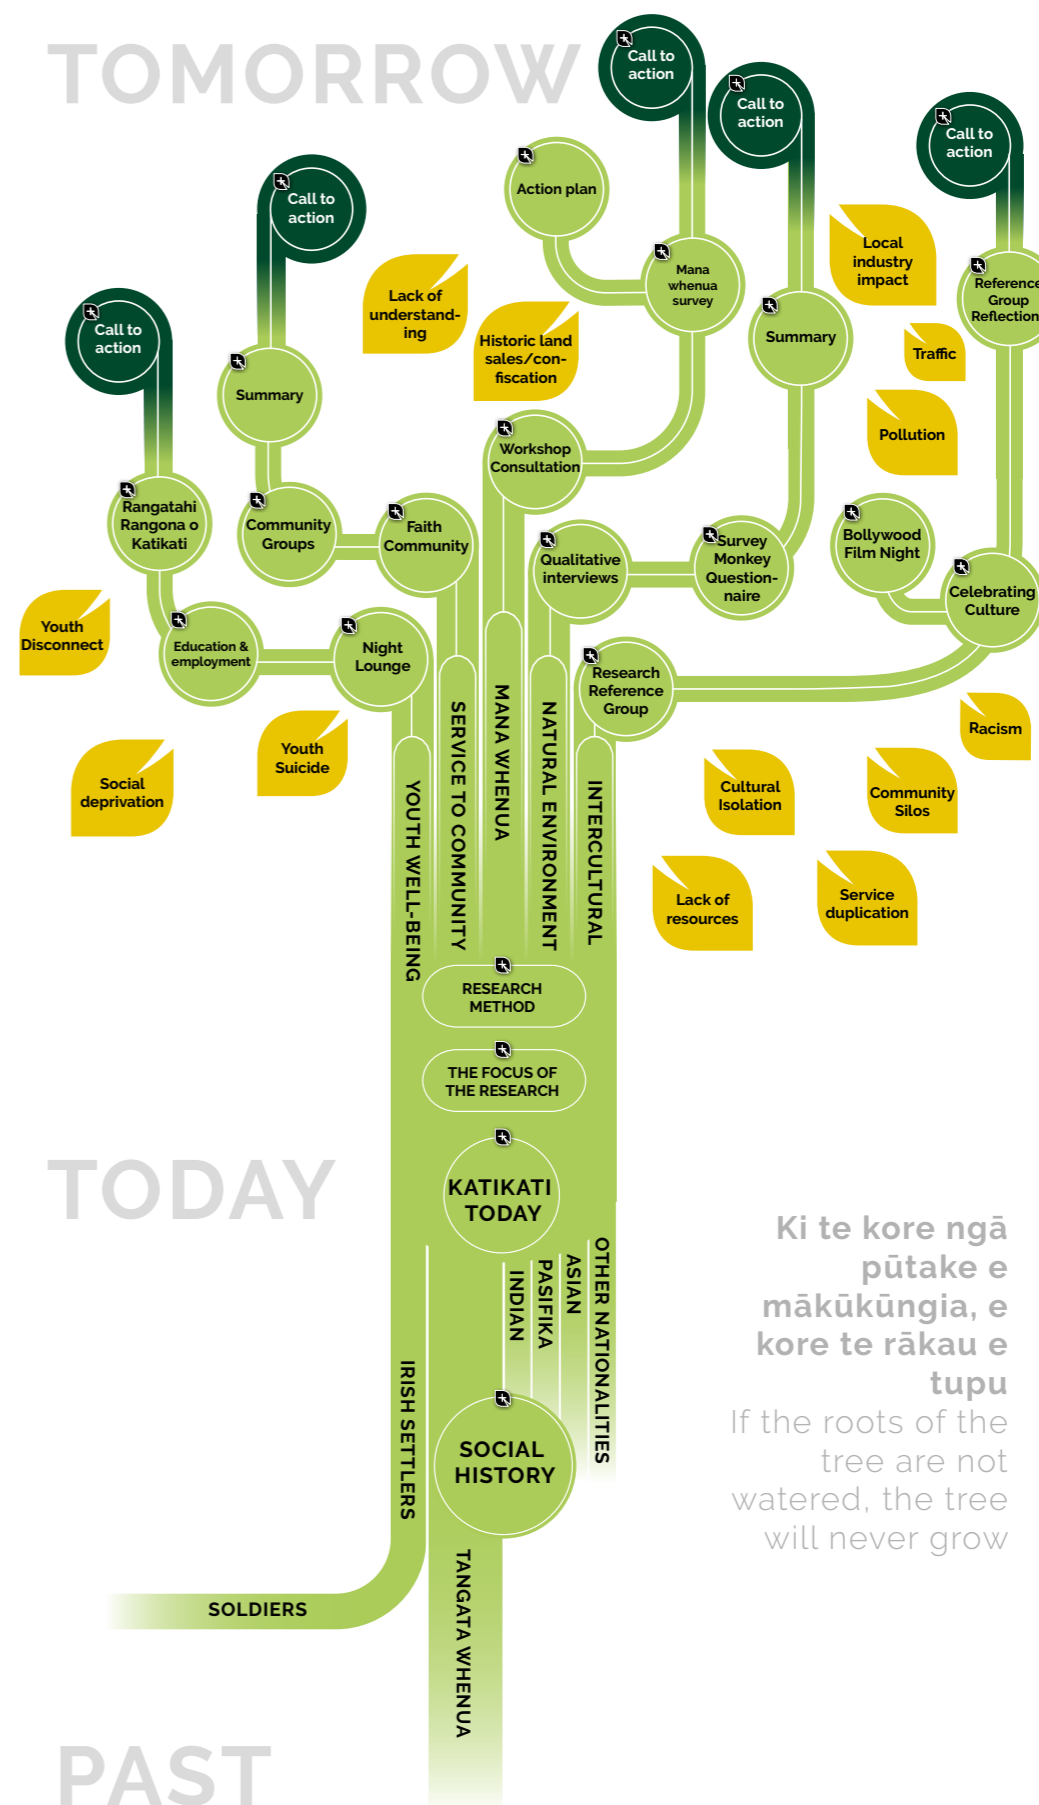 TOMORROW
Call to
action
Call to
action
Call to
action
Action plan
Call to
action
Mana
whenua
survey
Local
industry
impact
Reference
Group
Reflection
Lack of
understand-
ing
Historic land
sales/con-
fiscation
Call to
action
Summary
Traffic
Summary
Pollution
Workshop
Consultation
Rangatahi
Rangona o
Katikati
Community
Groups
Faith
Community
Qualitative
interviews
Survey
Monkey
Question-
naire
Bollywood
Film Night
Celebrating
Culture
Youth
Disconnect
Education &
employment
Night
Lounge
Research
Reference
Group
Racism
Youth
Suicide
Social
deprivation
Cultural
Isolation
Community
Silos
Lack of
resources
Service
duplication
YOUTH WELL-BEING
SERVICE TO COMMUNITY
MANA WHENUA
NATURAL ENVIRONMENT
INTERCULTURAL
RESEARCH
METHOD
THE FOCUS OF
THE RESEARCH
TODAY
KATIKATI
TODAY
Ki te kore ngā
pūtake e
mākūkūngia, e
kore te rākau e
tupu
If the roots of the
tree are not
watered, the tree
will never grow
INDIAN
PASIFIKA
ASIAN
OTHER NATIONALITIES
IRISH SETTLERS
SOCIAL
HISTORY
SOLDIERS
TANGATA WHENUA
PAST